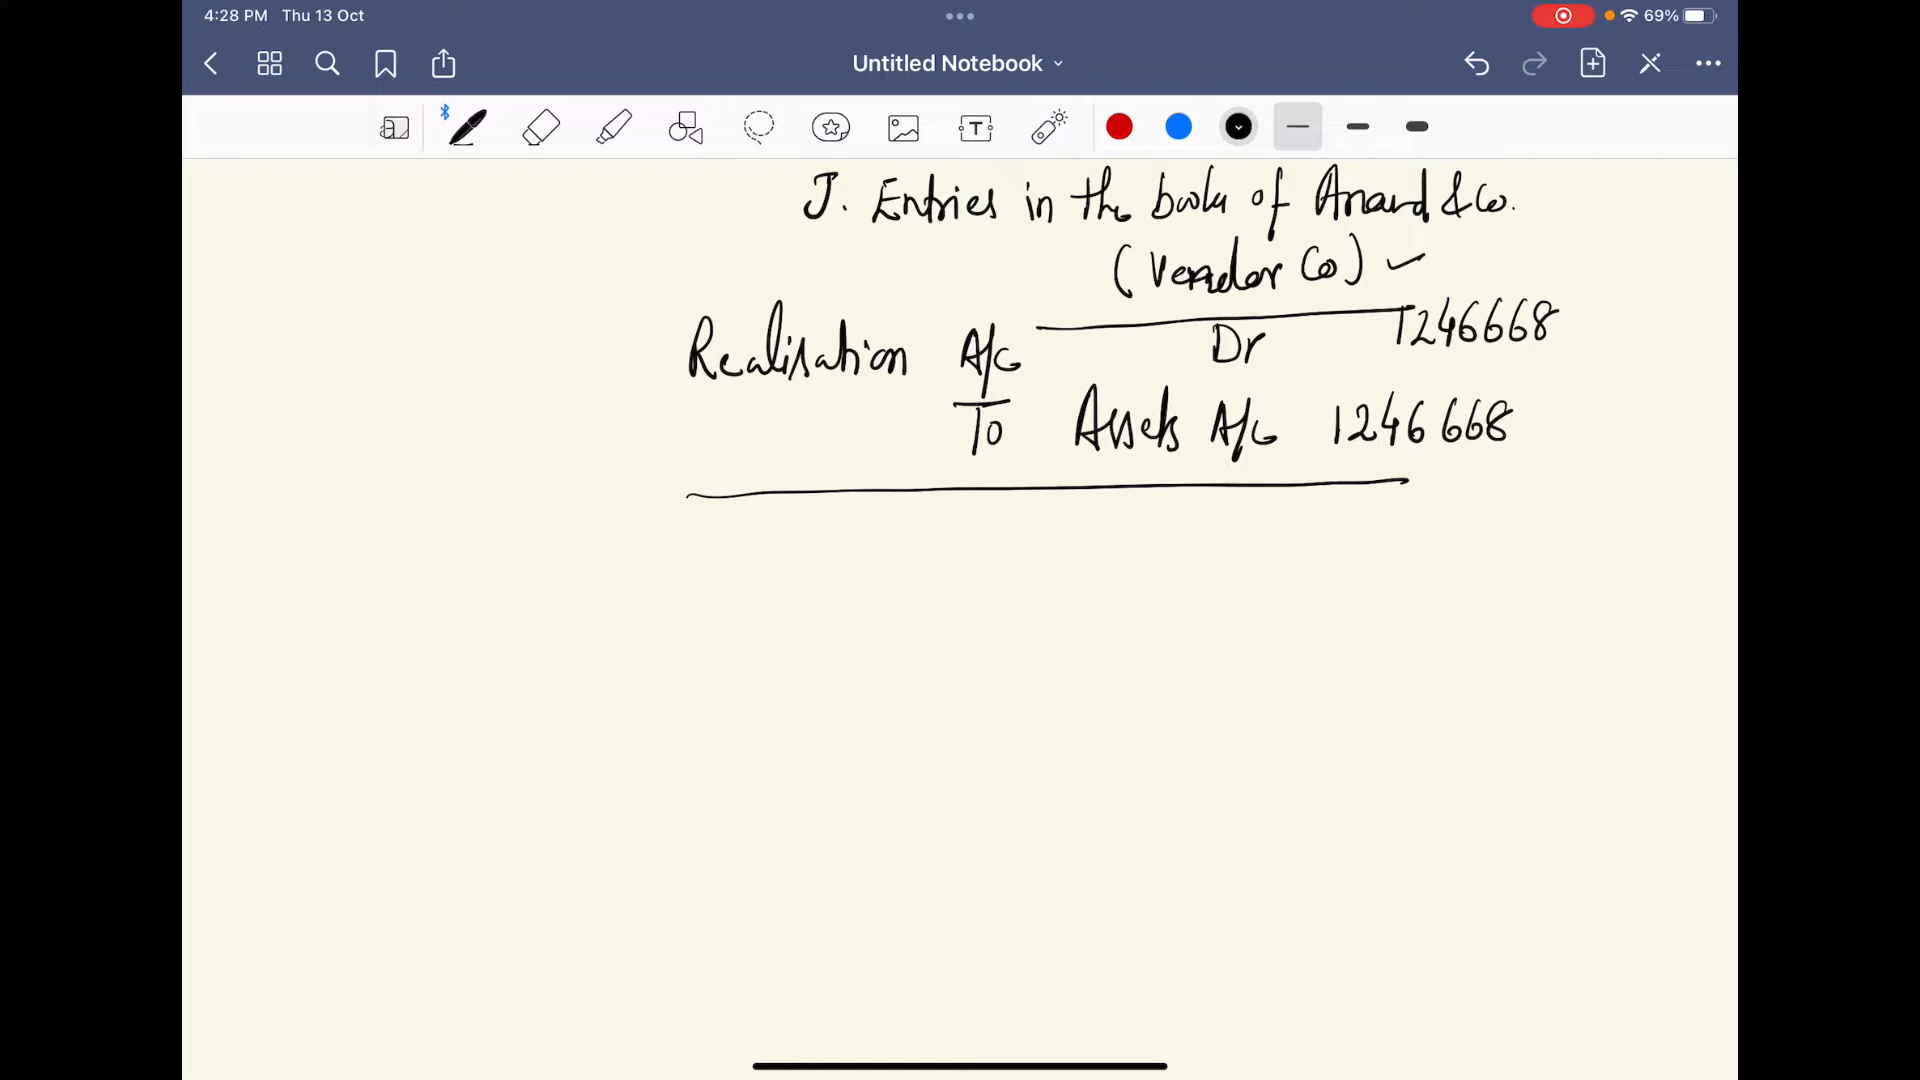 4:28 PM Thu 13 Oct
69%
Untitled Notebook
T
J. Entries in the books of Anand & Co.
(Vendor Co)
Realisation A/c Dr 1246668
To Assets A/c 1246668